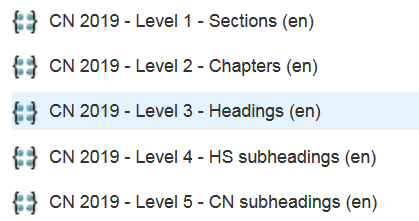 CN 2019 - Level 1 - Sections (en)
CN 2019 - Level 2 - Chapters (en)
CN 2019 - Level 3 - Headings (en)
CN 2019 - Level 4 - HS subheadings (en)
CN 2019 - Level 5 - CN subheadings (en)